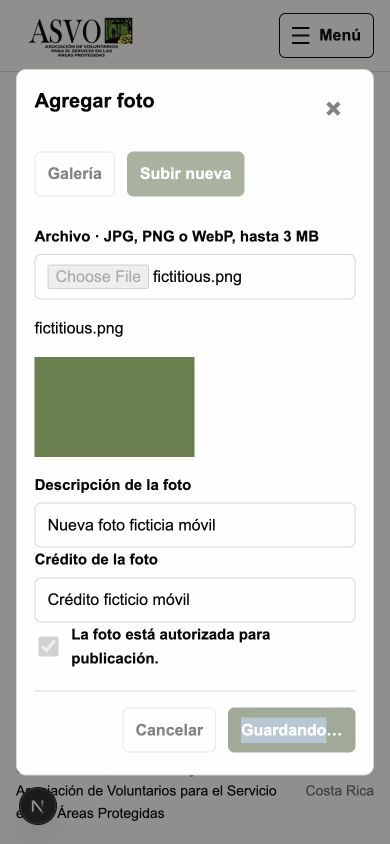 ASVO
ASOCIACIÓN DE VOLUNTARIOS
PARA EL SERVICIO EN LAS
ÁREAS PROTEGIDAS
Menú
Agregar foto
×
Galería
Subir nueva
Archivo · JPG, PNG o WebP, hasta 3 MB
Choose File fictitious.png
fictitious.png
Descripción de la foto
Nueva foto ficticia móvil
Crédito de la foto
Crédito ficticio móvil
La foto está autorizada para
publicación.
Cancelar
Guardando...
Asociación de Voluntarios para el Servicio
Costa Rica
N
Áreas Protegidas